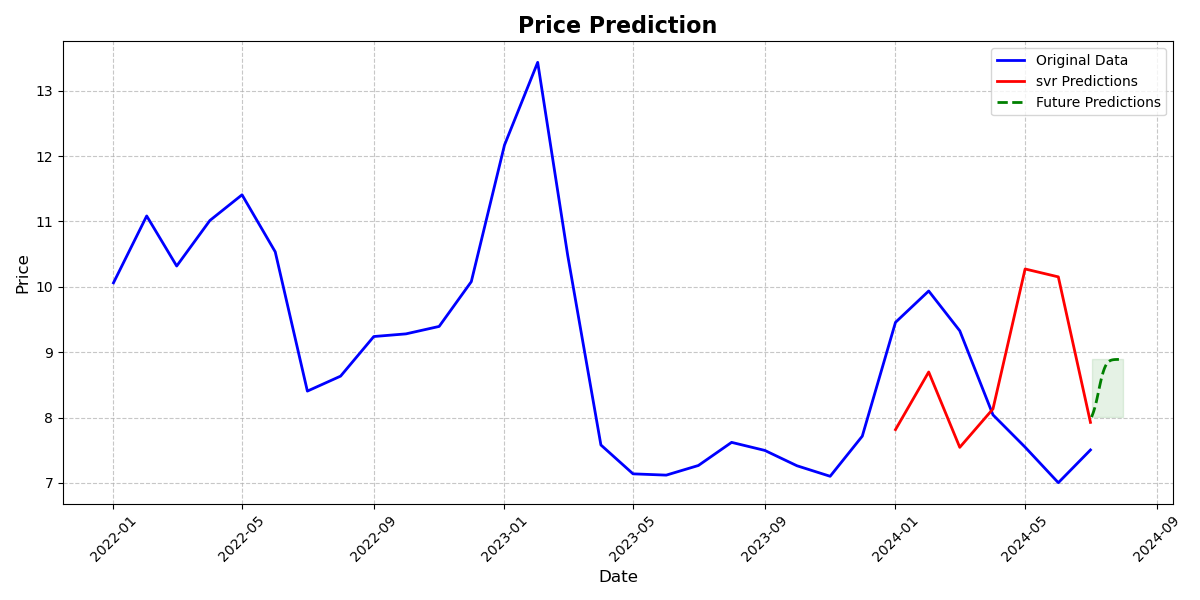 Price Prediction
Original Data
svr Predictions
Future Predictions
Price
13
12
11
10
9
8
7
2022-01
2022-05
2022-09
2023-01
2023-05
2023-09
2024-01
2024-05
2024-09
Date